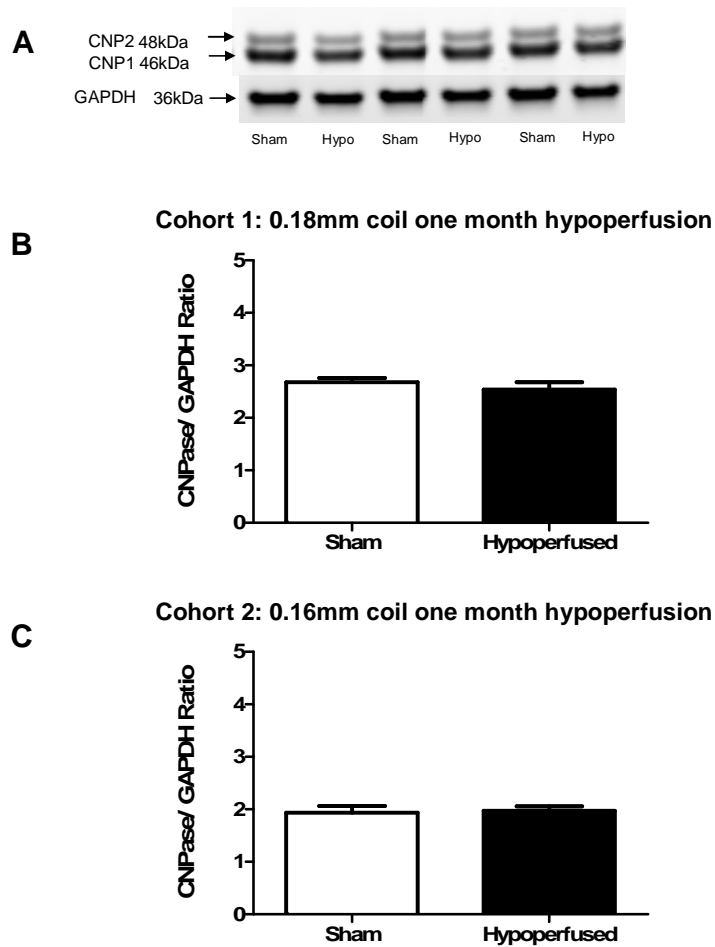 A
CNP2 48kDa
CNP1 46kDa
GAPDH 36kDa
Sham Hypo Sham Hypo Sham Hypo
B
Cohort 1: 0.18mm coil one month hypoperfusion
CNPase/ GAPDH Ratio
5
4
3
2
1
0
Sham Hypoperfused
C
Cohort 2: 0.16mm coil one month hypoperfusion
CNPase/ GAPDH Ratio
5
4
3
2
1
0
Sham Hypoperfused